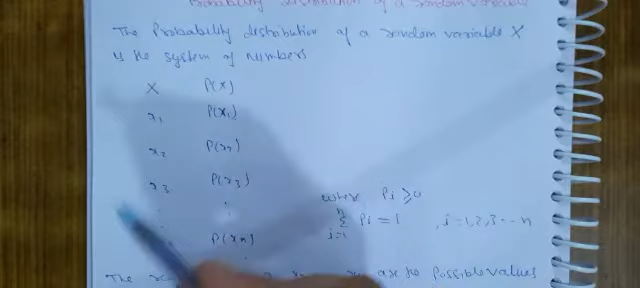 Probability distribution of a random variable
The Probability distribution of a random variable X
is the system of numbers
X P(X)
x1 P(x1)
x2 P(x2)
x3 P(x3)
where Pi ≥ 0
n
Σ Pi = 1 , i = 1, 2, 3 -- n
i=1
P(xn)
The are the possible values